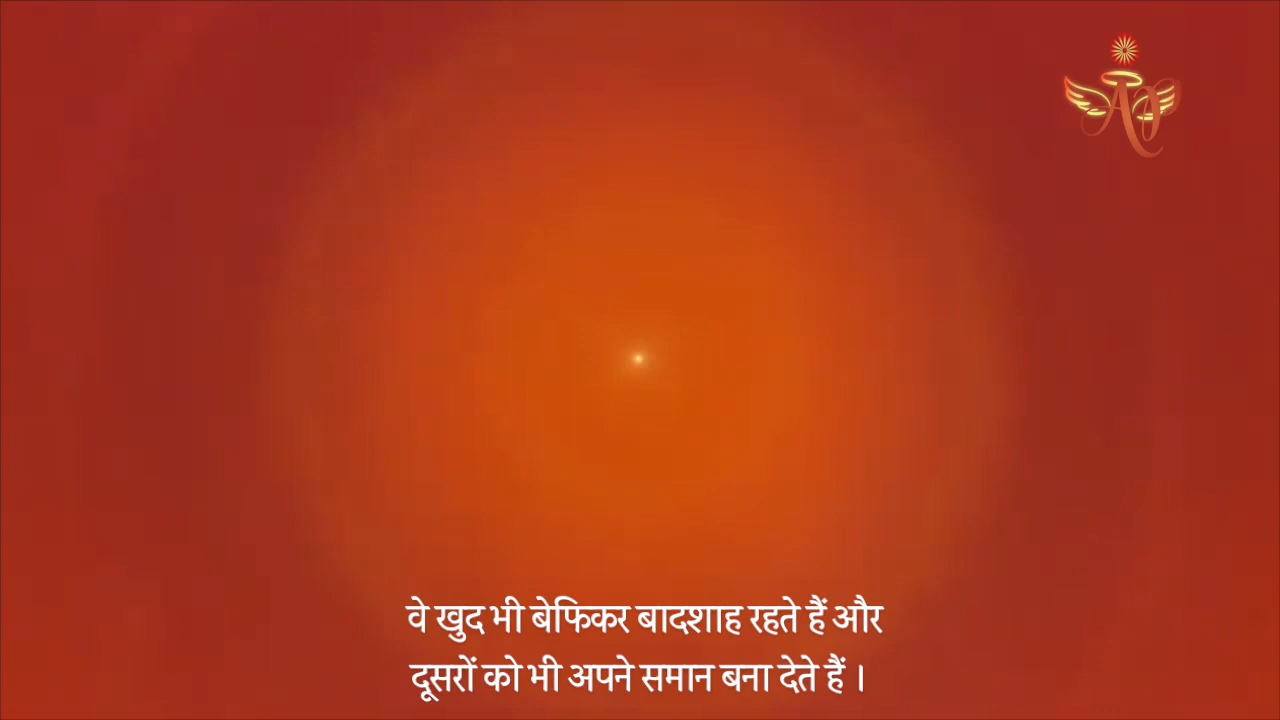 वे खुद भी बेफिकर बादशाह रहते हैं और
दूसरों को भी अपने समान बना देते हैं ।